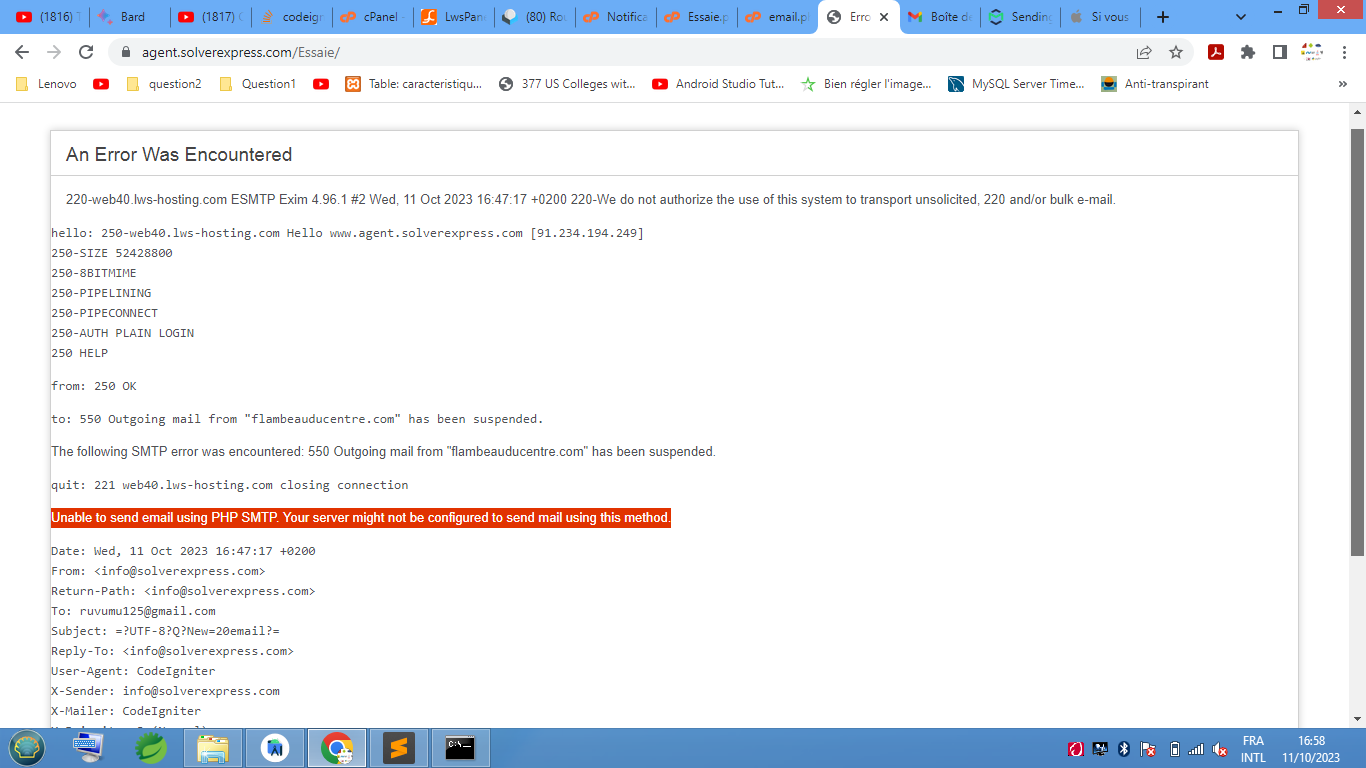 (1816) T
Bard
(1817) C
codeign
cPanel -
LwsPane
(80) Rou
Notifica
Essaie.p
email.p
Erro
Boîte de
Sending
Si vous
agent.solverexpress.com/Essaie/
Lenovo
question2
Question1
Table: caracteristiqu...
377 US Colleges wit...
Android Studio Tut...
Bien régler l'image...
MySQL Server Time...
Anti-transpirant
»
An Error Was Encountered
220-web40.lws-hosting.com ESMTP Exim 4.96.1 #2 Wed, 11 Oct 2023 16:47:17 +0200 220-We do not authorize the use of this system to transport unsolicited, 220 and/or bulk e-mail.
hello: 250-web40.lws-hosting.com Hello www.agent.solverexpress.com [91.234.194.249]
250-SIZE 52428800
250-8BITMIME
250-PIPELINING
250-PIPECONNECT
250-AUTH PLAIN LOGIN
250 HELP
from: 250 OK
to: 550 Outgoing mail from "flambeauducentre.com" has been suspended.
The following SMTP error was encountered: 550 Outgoing mail from "flambeauducentre.com" has been suspended.
quit: 221 web40.lws-hosting.com closing connection
Unable to send email using PHP SMTP. Your server might not be configured to send mail using this method.
Date: Wed, 11 Oct 2023 16:47:17 +0200
From: <info@solverexpress.com>
Return-Path: <info@solverexpress.com>
To: ruvumu125@gmail.com
Subject: =?UTF-8?Q?New=20email?=
Reply-To: <info@solverexpress.com>
User-Agent: CodeIgniter
X-Sender: info@solverexpress.com
X-Mailer: CodeIgniter
FRA
INTL
16:58
11/10/2023